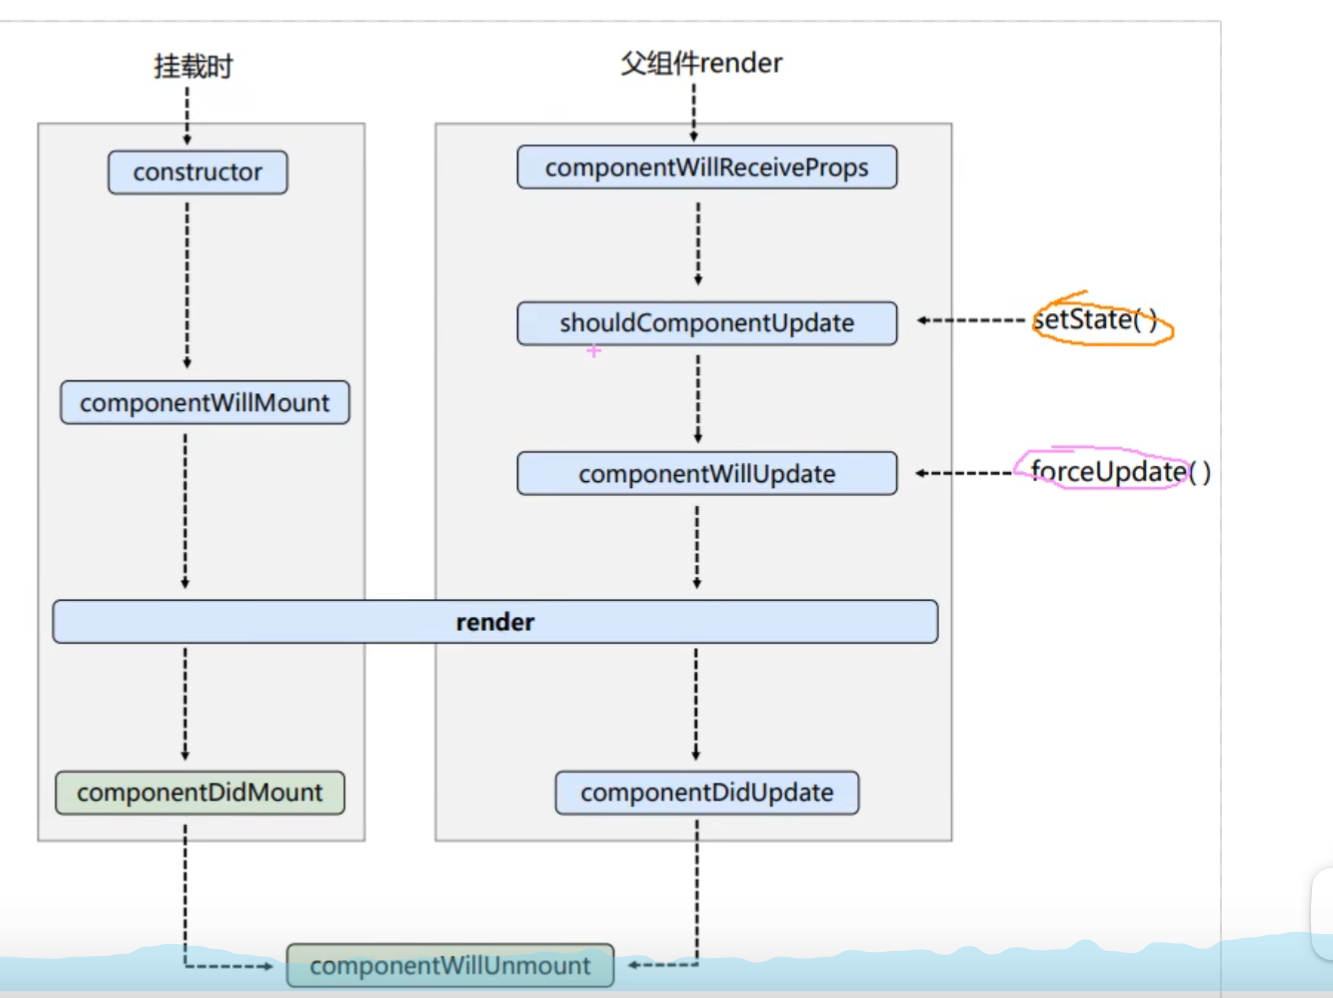 挂载时
父组件render
constructor
componentWillReceiveProps
shouldComponentUpdate
setState( )
componentWillMount
componentWillUpdate
forceUpdate( )
render
componentDidMount
componentDidUpdate
componentWillUnmount